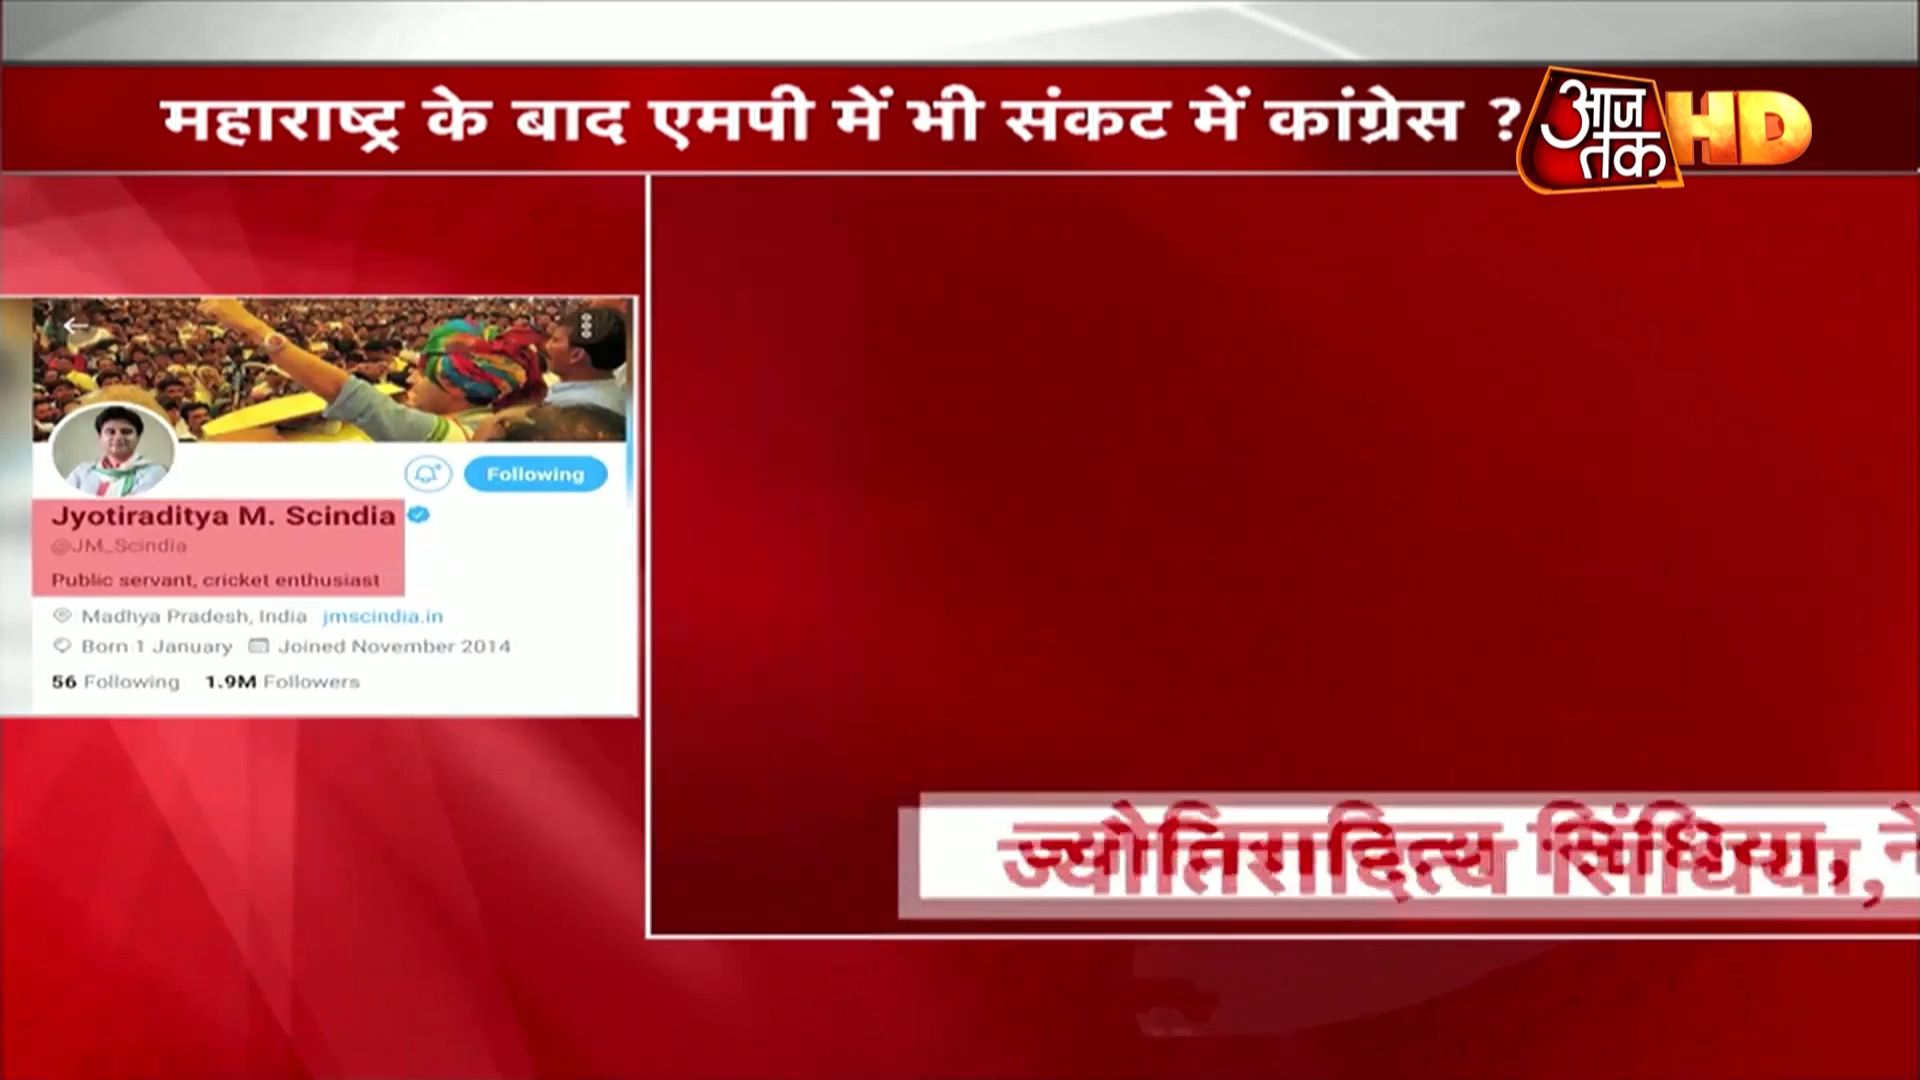 महाराष्ट्र के बाद एमपी में भी संकट में कांग्रेस ?
आज तक HD
Following
Jyotiraditya M. Scindia
@JM_Scindia
Public servant, cricket enthusiast
Madhya Pradesh, India jmscindia.in
Born 1 January Joined November 2014
56 Following 1.9M Followers
ज्यौतिरादित्य सिंधिया,